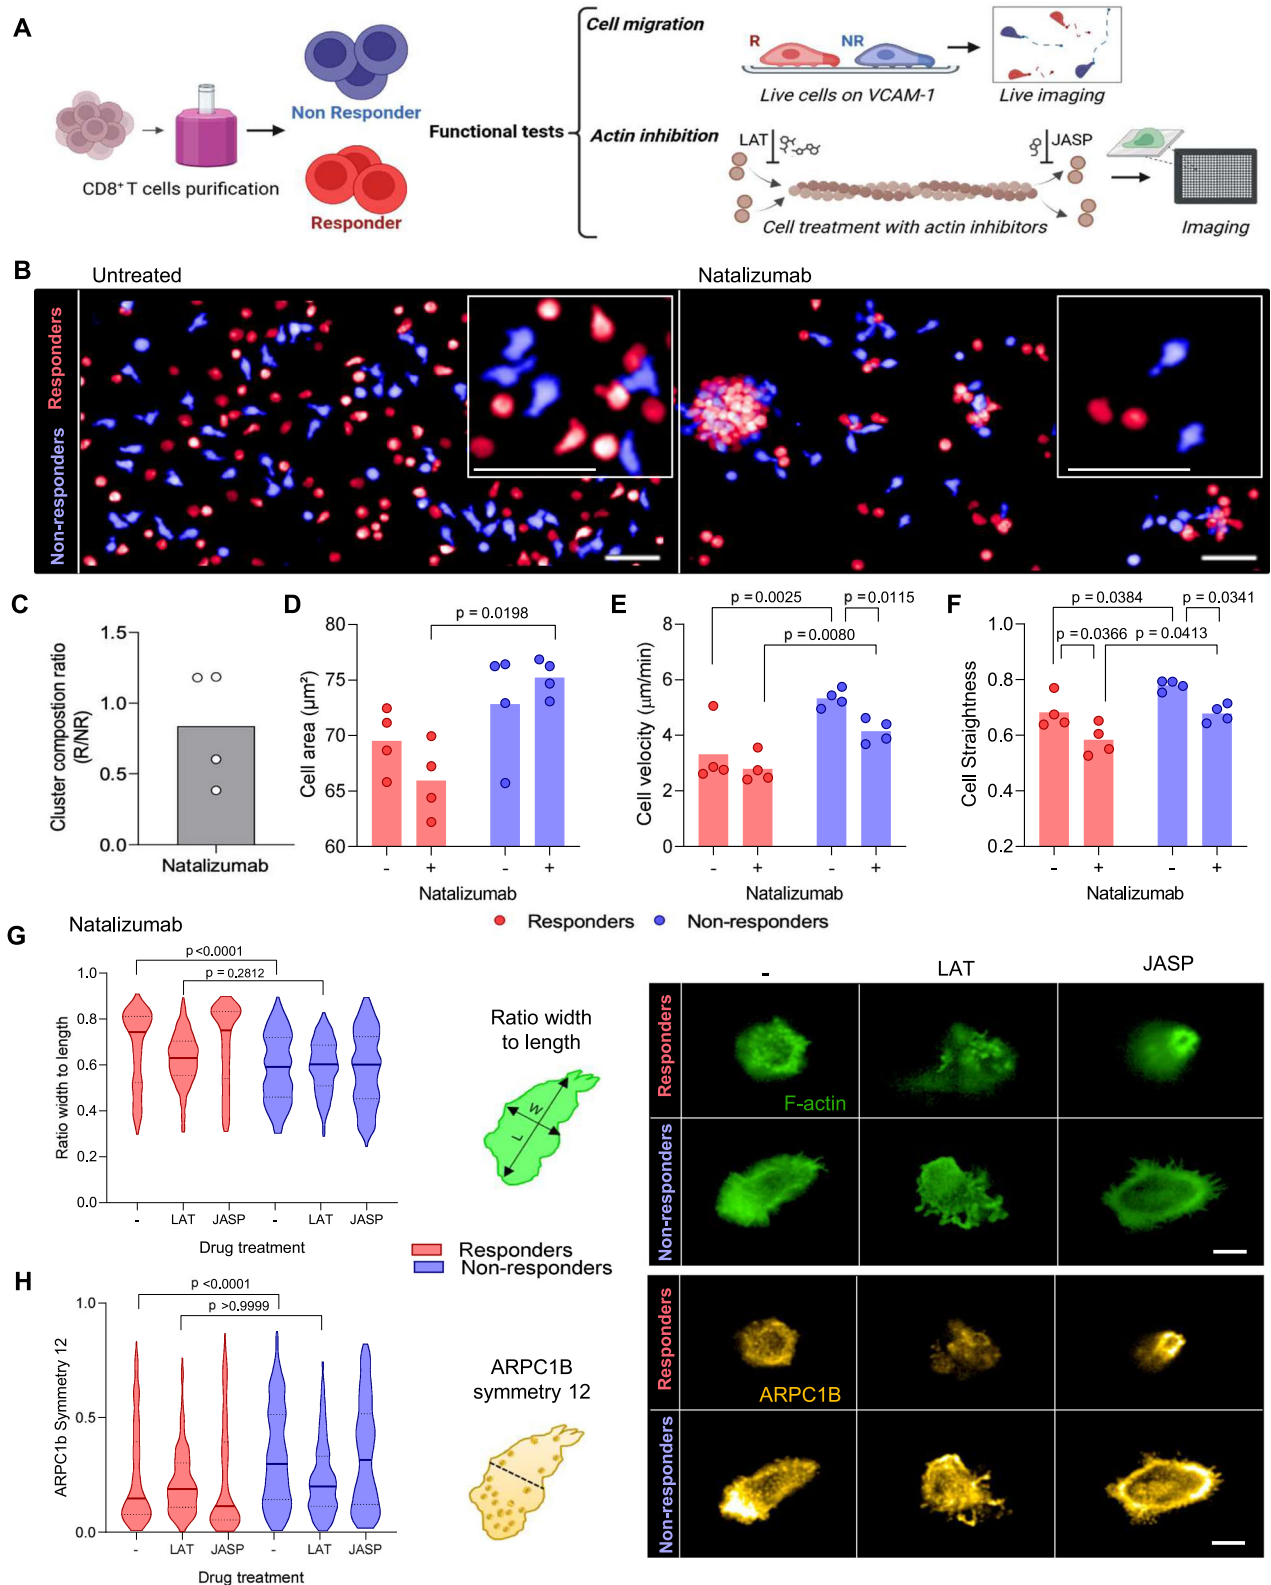 A
Cell migration
R
NR
Live cells on VCAM-1
Live imaging
Non Responder
Functional tests
Actin inhibition
LAT
JASP
CD8⁺ T cells purification
Responder
Cell treatment with actin inhibitors
Imaging
B
Untreated
Natalizumab
Responders
Non-responders
C
Cluster compostion ratio
(R/NR)
1.5
1.0
0.5
0.0
Natalizumab
D
p = 0.0198
Cell area (µm²)
80
75
70
65
60
-
+
-
+
Natalizumab
E
p = 0.0025
p = 0.0115
p = 0.0080
Cell velocity (µm/min)
8
6
4
2
0
-
+
-
+
Natalizumab
F
p = 0.0384
p = 0.0341
p = 0.0366
p = 0.0413
Cell Straightness
1.0
0.8
0.6
0.4
0.2
-
+
-
+
Natalizumab
Responders
Non-responders
G
Natalizumab
p <0.0001
p = 0.2812
Ratio width to length
1.0
0.8
0.6
0.4
0.2
0.0
-
LAT
JASP
-
LAT
JASP
Drug treatment
Ratio width
to length
W
L
Responders
Non-responders
-
LAT
JASP
Responders
F-actin
Non-responders
H
p <0.0001
p >0.9999
ARPC1b Symmetry 12
1.0
0.5
0.0
-
LAT
JASP
-
LAT
JASP
Drug treatment
ARPC1B
symmetry 12
Responders
ARPC1B
Non-responders